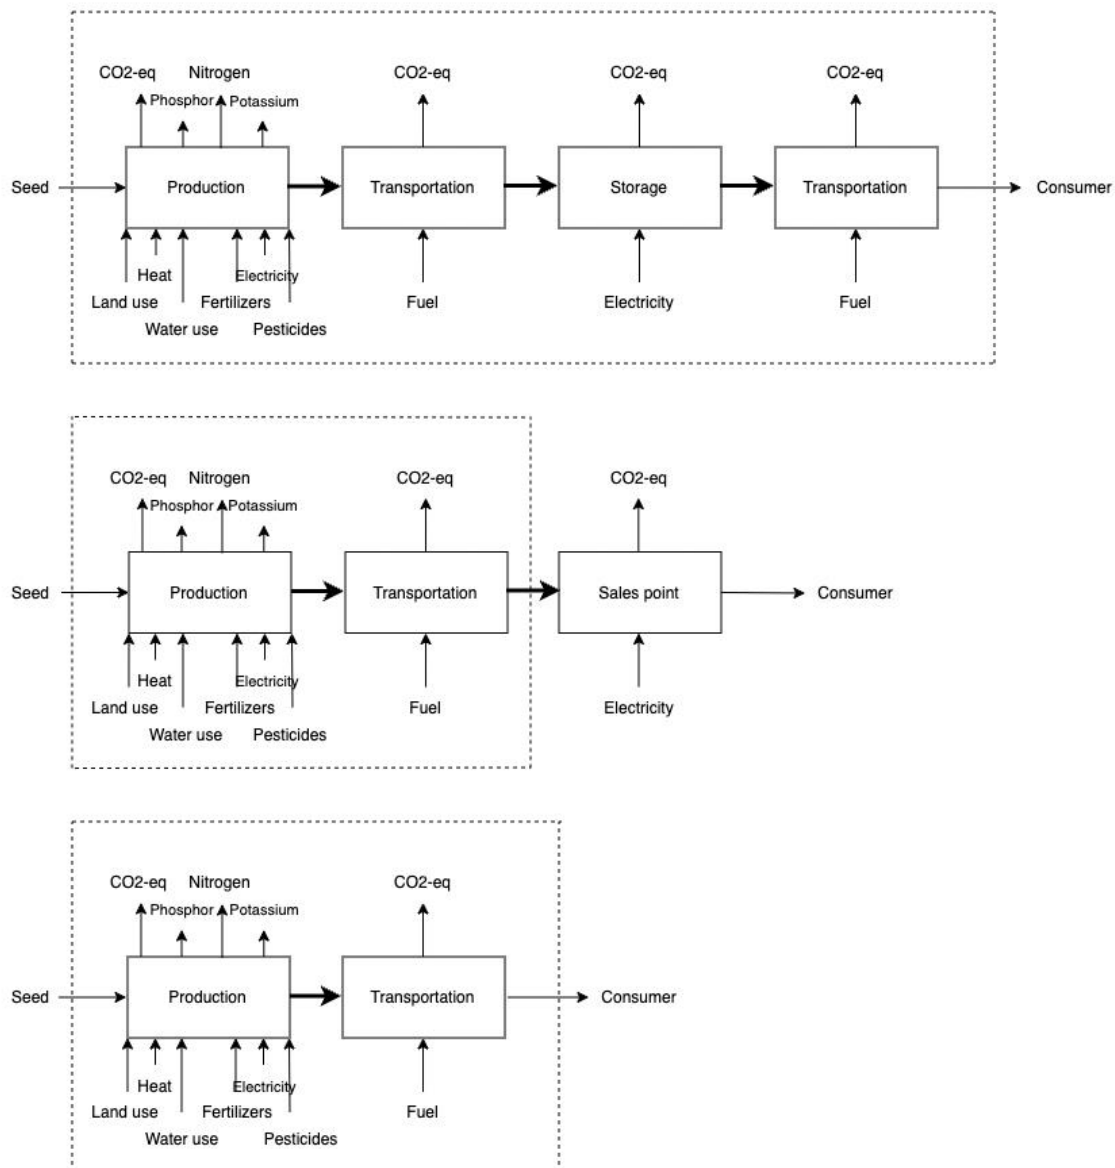 CO2-eq Nitrogen CO2-eq CO2-eq CO2-eq
Phosphor Potassium
Seed Production Transportation Storage Transportation Consumer
Heat Electricity
Land use Fertilizers Fuel Electricity Fuel
Water use Pesticides
CO2-eq Nitrogen CO2-eq CO2-eq
Phosphor Potassium
Seed Production Transportation Sales point Consumer
Heat Electricity
Land use Fertilizers Fuel Electricity
Water use Pesticides
CO2-eq Nitrogen CO2-eq
Phosphor Potassium
Seed Production Transportation Consumer
Heat Electricity
Land use Fertilizers Fuel
Water use Pesticides